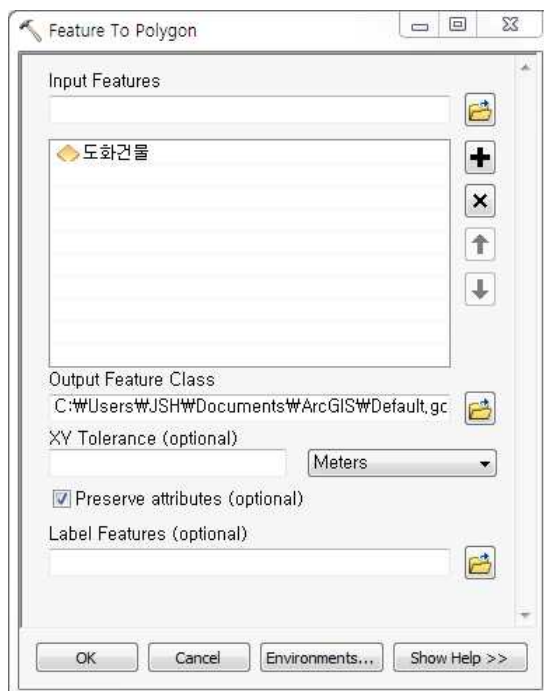 Feature To Polygon
Input Features
도화건물
Output Feature Class
C:₩Users₩JSH₩Documents₩ArcGIS₩Default,gc
XY Tolerance (optional)
Meters
Preserve attributes (optional)
Label Features (optional)
OK
Cancel
Environments...
Show Help >>